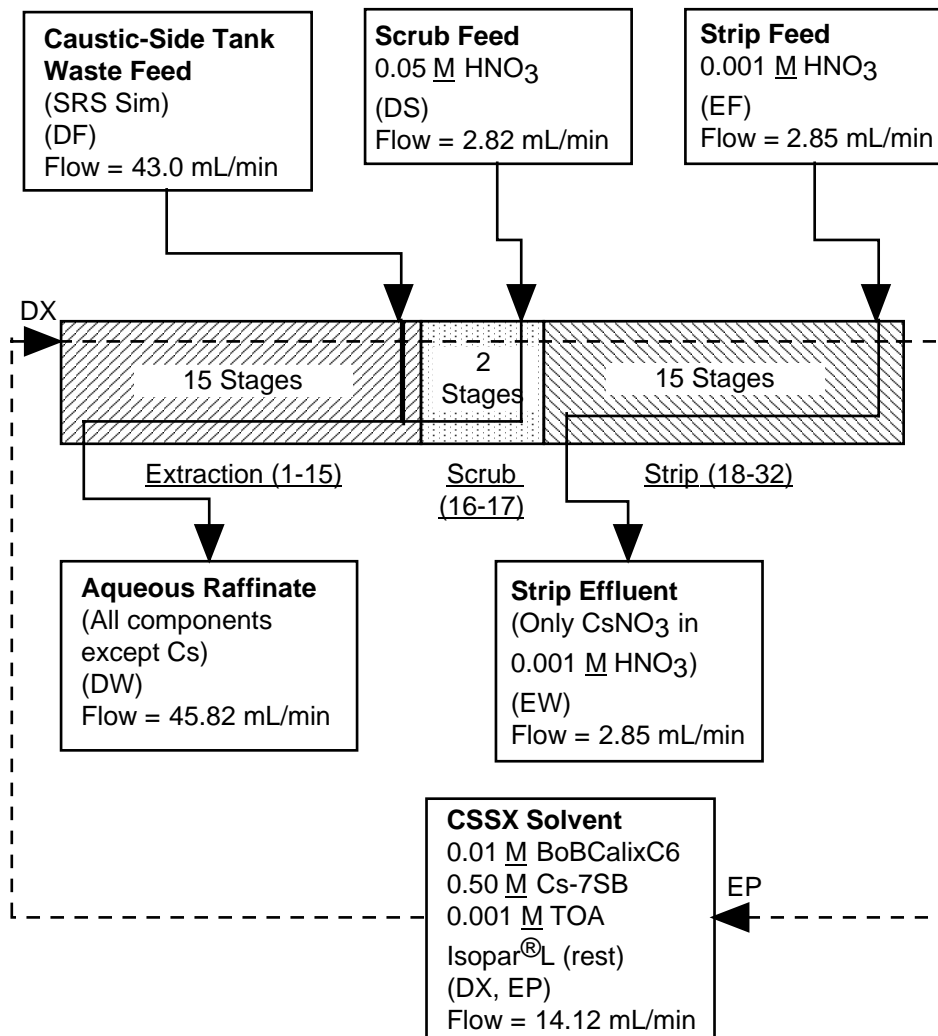 Caustic-Side Tank
Waste Feed
(SRS Sim)
(DF)
Flow = 43.0 mL/min
Scrub Feed
0.05 M HNO3
(DS)
Flow = 2.82 mL/min
Strip Feed
0.001 M HNO3
(EF)
Flow = 2.85 mL/min
DX
15 Stages
2
Stages
15 Stages
Extraction (1-15)
Scrub
(16-17)
Strip (18-32)
Aqueous Raffinate
(All components
except Cs)
(DW)
Flow = 45.82 mL/min
Strip Effluent
(Only CsNO3 in
0.001 M HNO3)
(EW)
Flow = 2.85 mL/min
CSSX Solvent
0.01 M BoBCalixC6
0.50 M Cs-7SB
0.001 M TOA
Isopar®L (rest)
(DX, EP)
Flow = 14.12 mL/min
EP